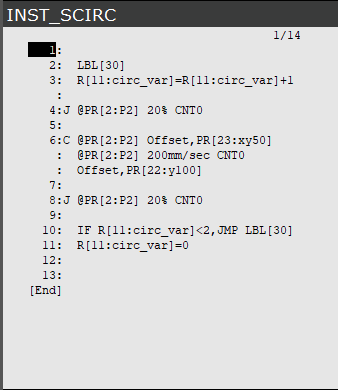 INST_SCIRC
1/14
1:
2: LBL[30]
3: R[11:circ_var]=R[11:circ_var]+1
:
4:J @PR[2:P2] 20% CNT0
5:
6:C @PR[2:P2] Offset,PR[23:xy50]
: @PR[2:P2] 200mm/sec CNT0
: Offset,PR[22:y100]
7:
8:J @PR[2:P2] 20% CNT0
9:
10: IF R[11:circ_var]<2,JMP LBL[30]
11: R[11:circ_var]=0
12:
13:
[End]